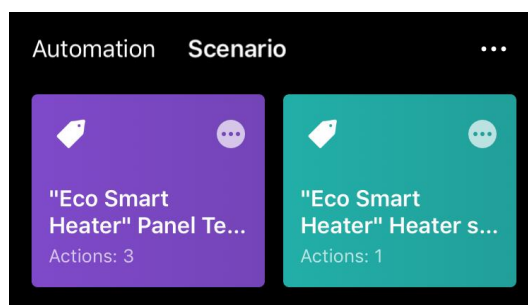 Automation Scenario
"Eco Smart
Heater" Panel Te...
Actions: 3
"Eco Smart
Heater" Heater s...
Actions: 1